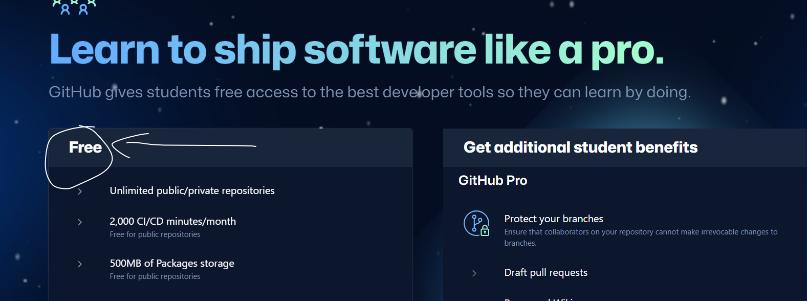 Learn to ship software like a pro.
GitHub gives students free access to the best developer tools so they can learn by doing.
Free
Unlimited public/private repositories
2,000 CI/CD minutes/month
Free for public repositories
500MB of Packages storage
Free for public repositories
Get additional student benefits
GitHub Pro
Protect your branches
Ensure that collaborators on your repository cannot make irrevocable changes to
branches.
Draft pull requests